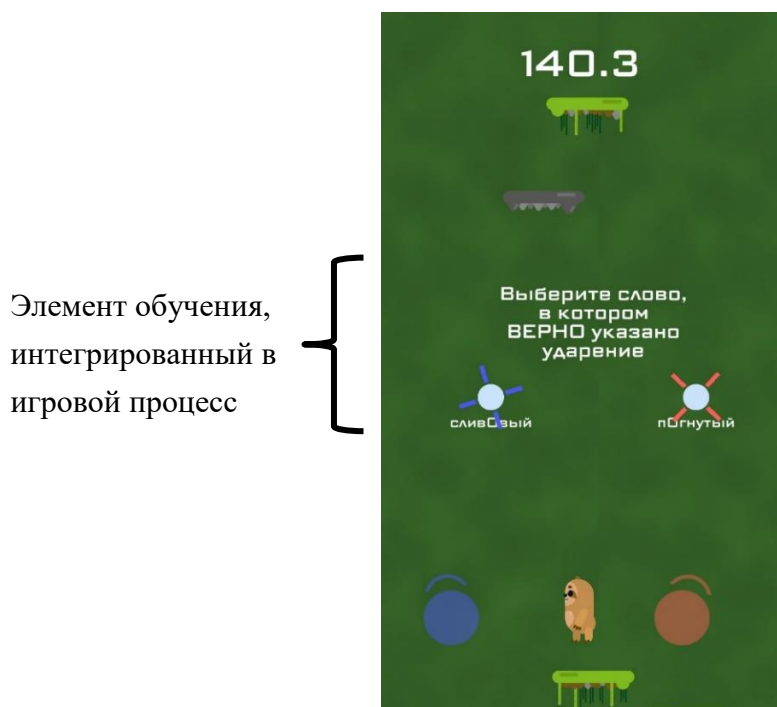 140.3
Элемент обучения,
интегрированный в
игровой процесс
Выберите слово,
в котором
ВЕРНО указано
ударение
сливОвый
пОгнутый